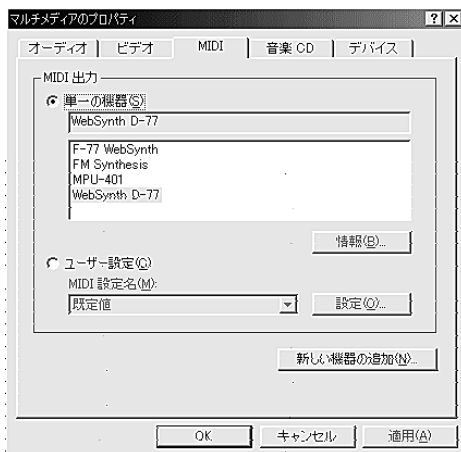 マルチメディアのプロパティ
オーディオ ビデオ MIDI 音楽 CD デバイス
MIDI 出力
単一の機器(S)
WebSynth D-77
F-77 WebSynth
FM Synthesis
MPU-401
WebSynth D-77
情報(B)...
ユーザー設定(C)
MIDI 設定名(M):
既定値
設定(O)...
新しい機器の追加(N)...
OK キャンセル 適用(A)